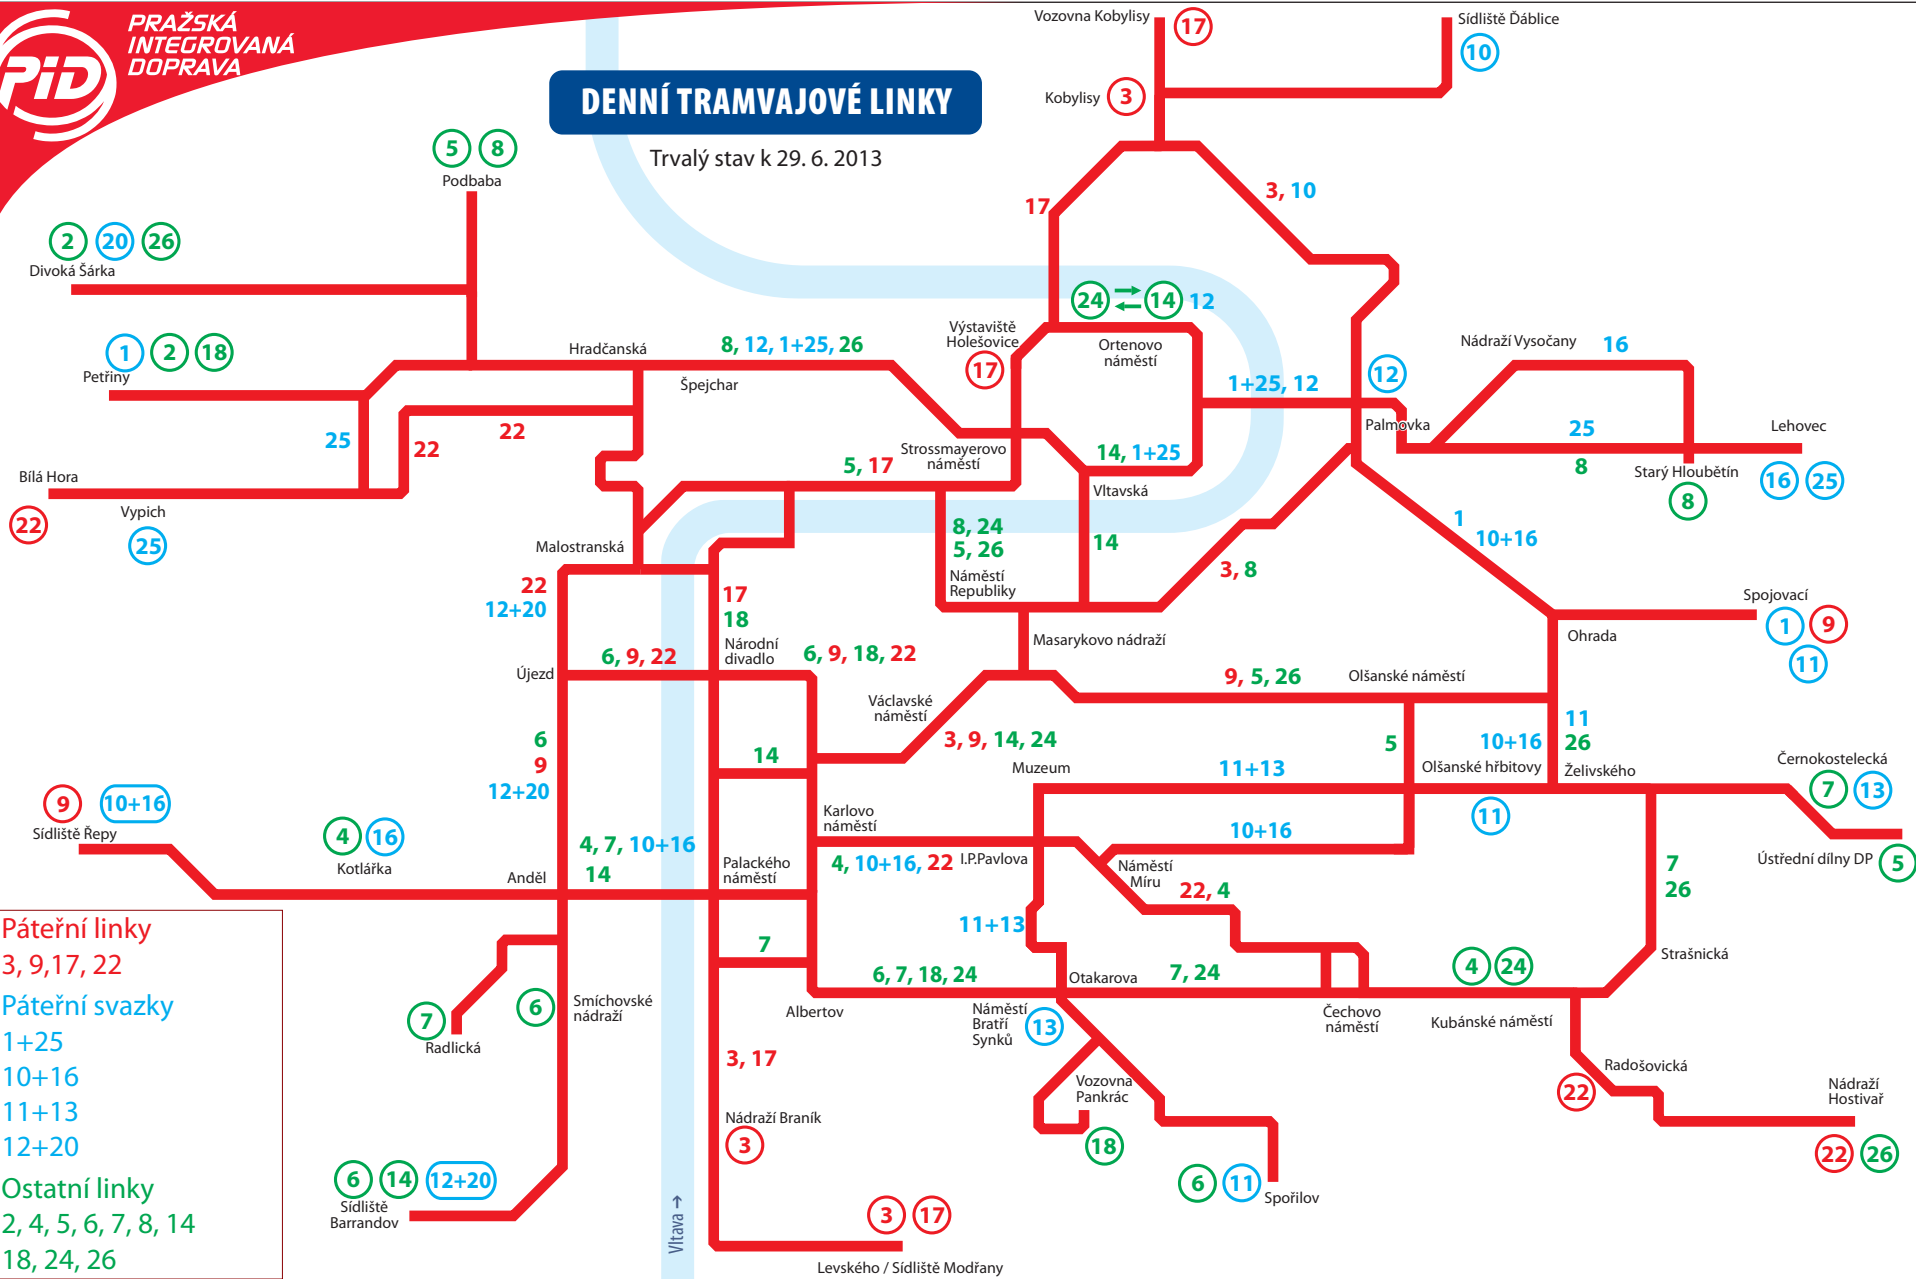 PRAŽSKÁ
INTEGROVANÁ
DOPRAVA
PID
DENNÍ TRAMVAJOVÉ LINKY
Trvalý stav k 29. 6. 2013
Vozovna Kobylisy
17
Sídliště Ďáblice
10
Kobylisy
3
5 8
Podbaba
17
3, 10
2 20 26
Divoká Šárka
24 14 12
Výstaviště
Holešovice
17
Ortenovo
náměstí
1 2 18
Petřiny
Hradčanská
8, 12, 1+25, 26
Špejchar
Nádraží Vysočany
16
1+25, 12
12
Palmovka
25
22
22
Strossmayerovo
náměstí
14, 1+25
25
8
Lehovec
Starý Hloubětín
8
16 25
Bílá Hora
22
Vypich
25
5, 17
Vltavská
8, 24
5, 26
14
1
10+16
Malostranská
Náměstí
Republiky
3, 8
22
12+20
17
18
Spojovací
1 9
11
Ohrada
Masarykovo nádraží
Národní
divadlo
6, 9, 22
6, 9, 18, 22
Újezd
9, 5, 26
Olšanské náměstí
Václavské
náměstí
3, 9, 14, 24
6
9
12+20
14
5
10+16
11
26
Muzeum
11+13
Olšanské hřbitovy
Želivského
11
Černokostelecká
7 13
9 10+16
Sídliště Řepy
4 16
Kotlářka
Karlovo
náměstí
10+16
4, 7, 10+16
14
Anděl
Palackého
náměstí
4, 10+16, 22
I.P.Pavlova
Náměstí
Míru
22, 4
7
26
Ústřední dílny DP
5
Páteřní linky
3, 9,17, 22
Páteřní svazky
1+25
10+16
11+13
12+20
Ostatní linky
2, 4, 5, 6, 7, 8, 14
18, 24, 26
11+13
7
6, 7, 18, 24
Otakarova
7, 24
4 24
Strašnická
7
Radlická
6
Smíchovské
nádraží
Albertov
Náměstí
Bratří
Synků
13
Čechovo
náměstí
Kubánské náměstí
3, 17
Vozovna
Pankrác
18
Radošovická
22
Nádraží
Hostivař
22 26
Nádraží Braník
3
6 14 12+20
Sídliště
Barrandov
6 11
Spořilov
Vltava →
3 17
Levského / Sídliště Modřany